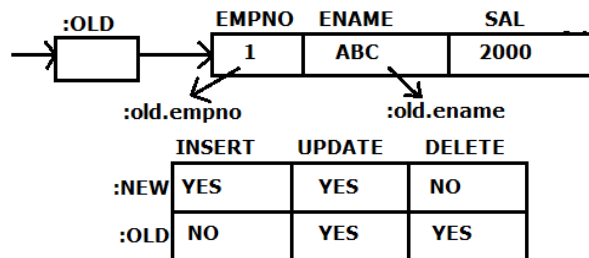 :OLD EMPNO ENAME SAL
1 ABC 2000
:old.empno :old.ename
INSERT UPDATE DELETE
:NEW YES YES NO
:OLD NO YES YES